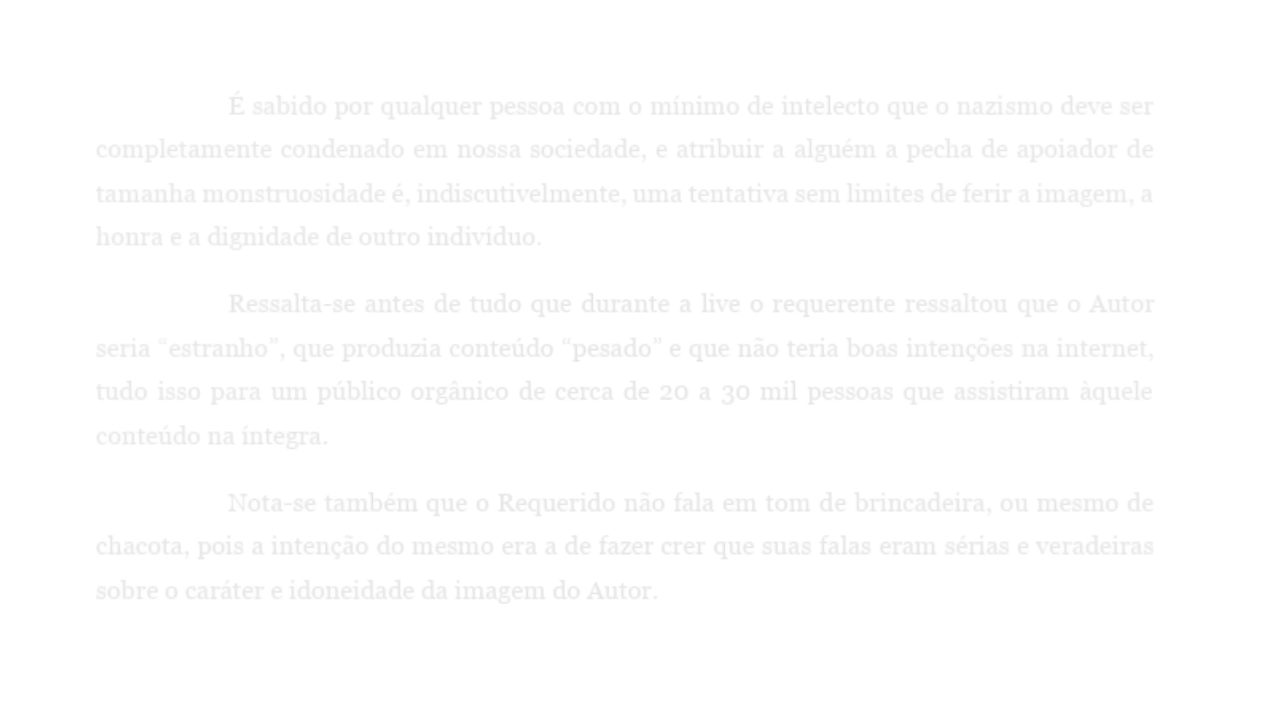 É sabido por qualquer pessoa com o mínimo de intelecto que o nazismo deve ser
completamente condenado em nossa sociedade, e atribuir a alguém a pecha de apoiador de
tamanha monstruosidade é, indiscutivelmente, uma tentativa sem limites de ferir a imagem, a
honra e a dignidade de outro indivíduo.
Ressalta-se antes de tudo que durante a live o requerente ressaltou que o Autor
seria “estranho”, que produzia conteúdo “pesado” e que não teria boas intenções na internet,
tudo isso para um público orgânico de cerca de 20 a 30 mil pessoas que assistiram àquele
conteúdo na íntegra.
Nota-se também que o Requerido não fala em tom de brincadeira, ou mesmo de
chacota, pois a intenção do mesmo era a de fazer crer que suas falas eram sérias e veradeiras
sobre o caráter e idoneidade da imagem do Autor.